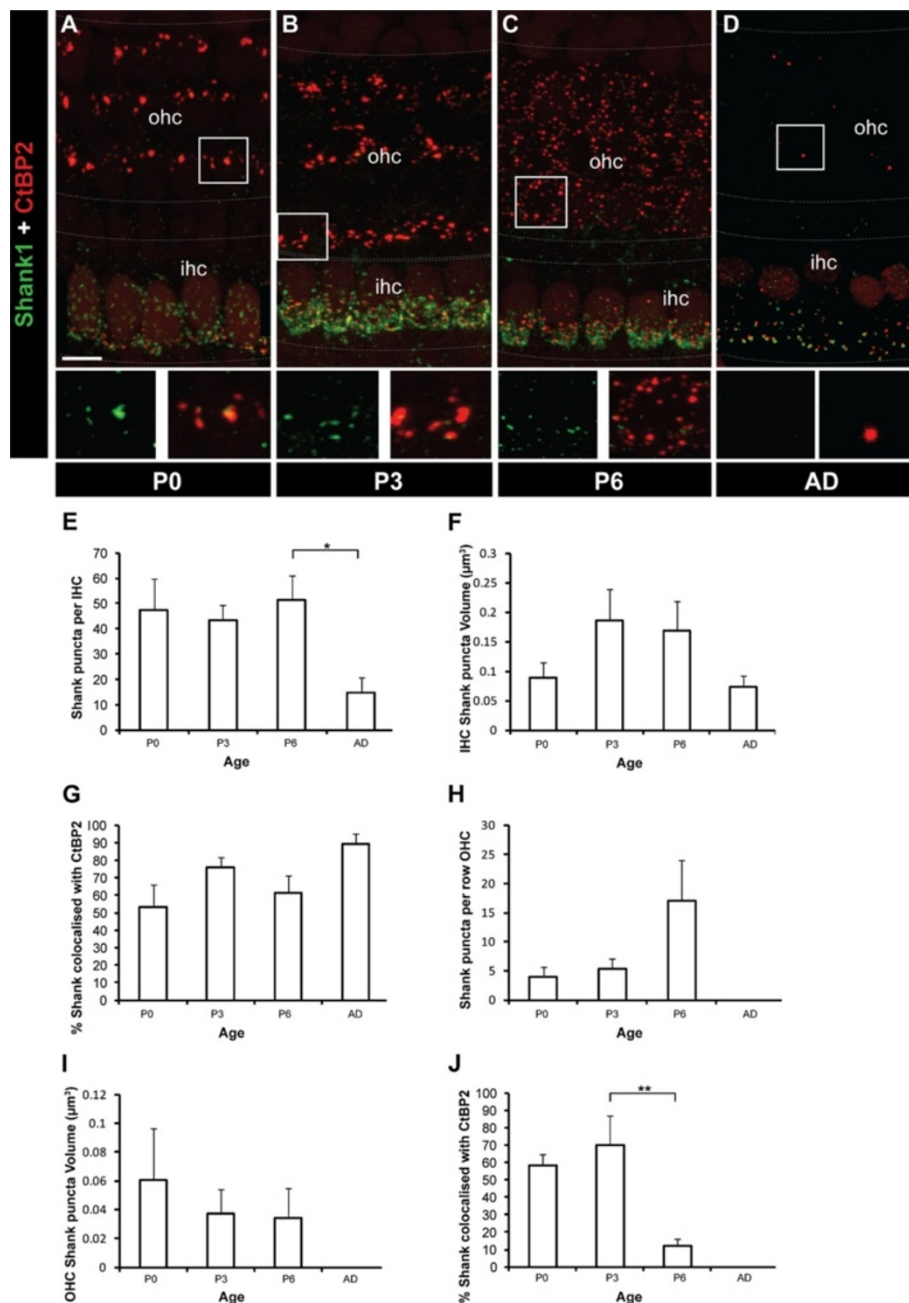 A
B
C
D
Shank1 + CtBP2
ohc
ohc
ohc
ohc
ihc
ihc
ihc
ihc
P0
P3
P6
AD
E
Shank puncta per IHC
70
60
50
40
30
20
10
0
*
P0 P3 P6 AD
Age
F
IHC Shank puncta Volume (µm³)
0.3
0.25
0.2
0.15
0.1
0.05
0
P0 P3 P6 AD
Age
G
% Shank colocalised with CtBP2
100
90
80
70
60
50
40
30
20
10
0
P0 P3 P6 AD
Age
H
Shank puncta per row OHC
30
25
20
15
10
5
0
P0 P3 P6 AD
Age
I
OHC Shank puncta Volume (µm³)
0.12
0.1
0.08
0.06
0.04
0.02
0
P0 P3 P6 AD
Age
J
% Shank colocalised with CtBP2
100
90
80
70
60
50
40
30
20
10
0
**
P0 P3 P6 AD
Age